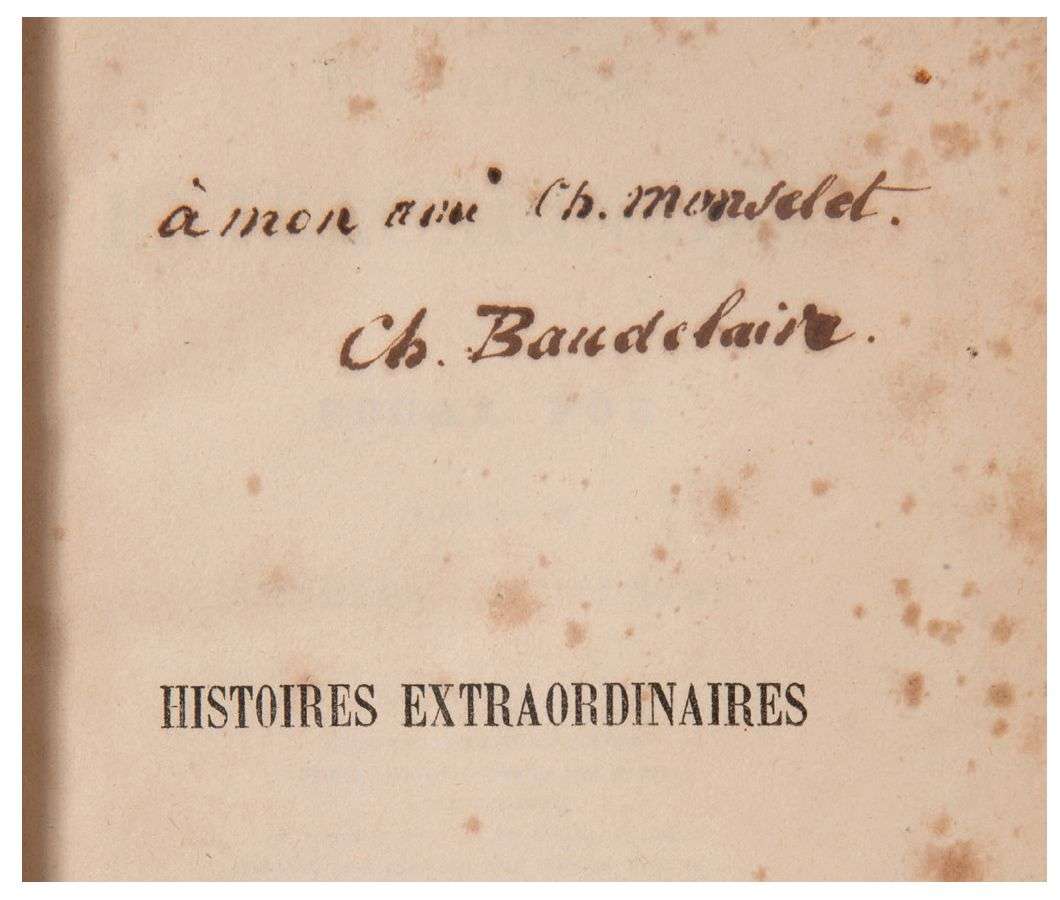 à mon ami Ch. Monselet.
Ch. Baudelaire.
HISTOIRES EXTRAORDINAIRES